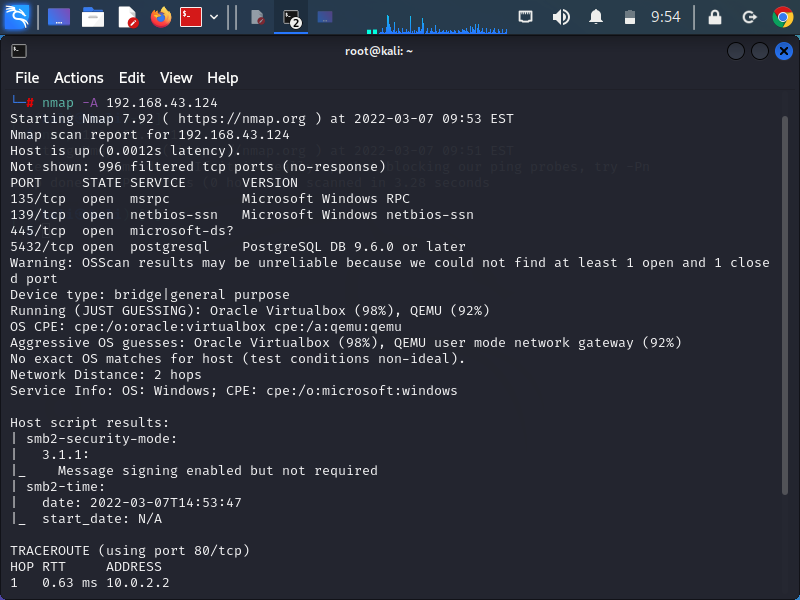 9:54
2
root@kali: ~
File Actions Edit View Help
└─# nmap -A 192.168.43.124
Starting Nmap 7.92 ( https://nmap.org ) at 2022-03-07 09:53 EST
Nmap scan report for 192.168.43.124
Host is up (0.0012s latency).
Not shown: 996 filtered tcp ports (no-response)
PORT     STATE SERVICE       VERSION
135/tcp  open  msrpc         Microsoft Windows RPC
139/tcp  open  netbios-ssn   Microsoft Windows netbios-ssn
445/tcp  open  microsoft-ds?
5432/tcp open  postgresql    PostgreSQL DB 9.6.0 or later
Warning: OSScan results may be unreliable because we could not find at least 1 open and 1 close
d port
Device type: bridge|general purpose
Running (JUST GUESSING): Oracle Virtualbox (98%), QEMU (92%)
OS CPE: cpe:/o:oracle:virtualbox cpe:/a:qemu:qemu
Aggressive OS guesses: Oracle Virtualbox (98%), QEMU user mode network gateway (92%)
No exact OS matches for host (test conditions non-ideal).
Network Distance: 2 hops
Service Info: OS: Windows; CPE: cpe:/o:microsoft:windows

Host script results:
| smb2-security-mode:
|   3.1.1:
|_    Message signing enabled but not required
| smb2-time:
|   date: 2022-03-07T14:53:47
|_  start_date: N/A

TRACEROUTE (using port 80/tcp)
HOP RTT     ADDRESS
1   0.63 ms 10.0.2.2